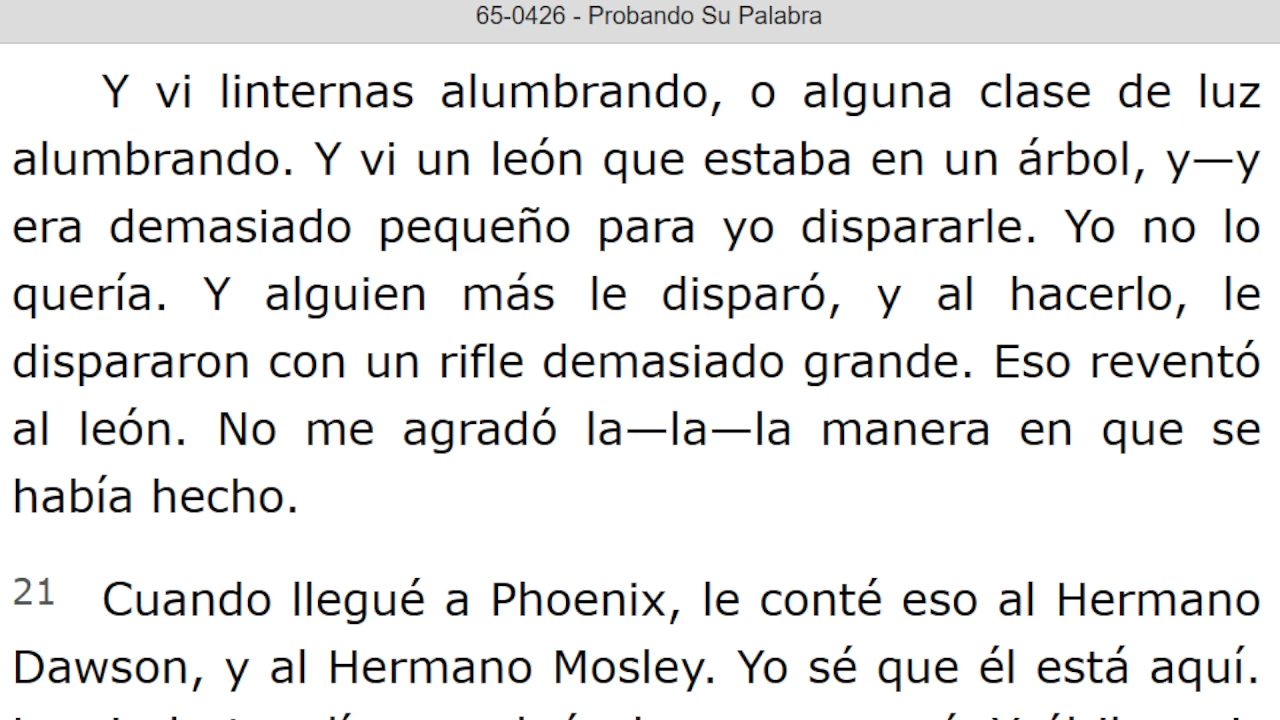 65-0426 - Probando Su Palabra
Y vi linternas alumbrando, o alguna clase de luz
alumbrando. Y vi un león que estaba en un árbol, y—y
era demasiado pequeño para yo dispararle. Yo no lo
quería. Y alguien más le disparó, y al hacerlo, le
dispararon con un rifle demasiado grande. Eso reventó
al león. No me agradó la—la—la manera en que se
había hecho.
21 Cuando llegué a Phoenix, le conté eso al Hermano
Dawson, y al Hermano Mosley. Yo sé que él está aquí.